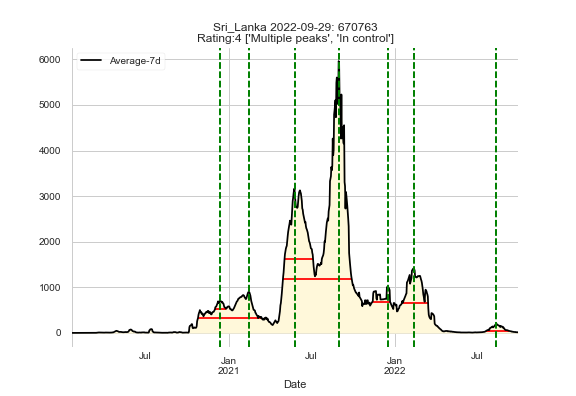 Sri_Lanka 2022-09-29: 670763
Rating:4 ['Multiple peaks', 'In control']
Average-7d
6000
5000
4000
3000
2000
1000
0
Jul
Jan
2021
Jul
Jan
2022
Jul
Date